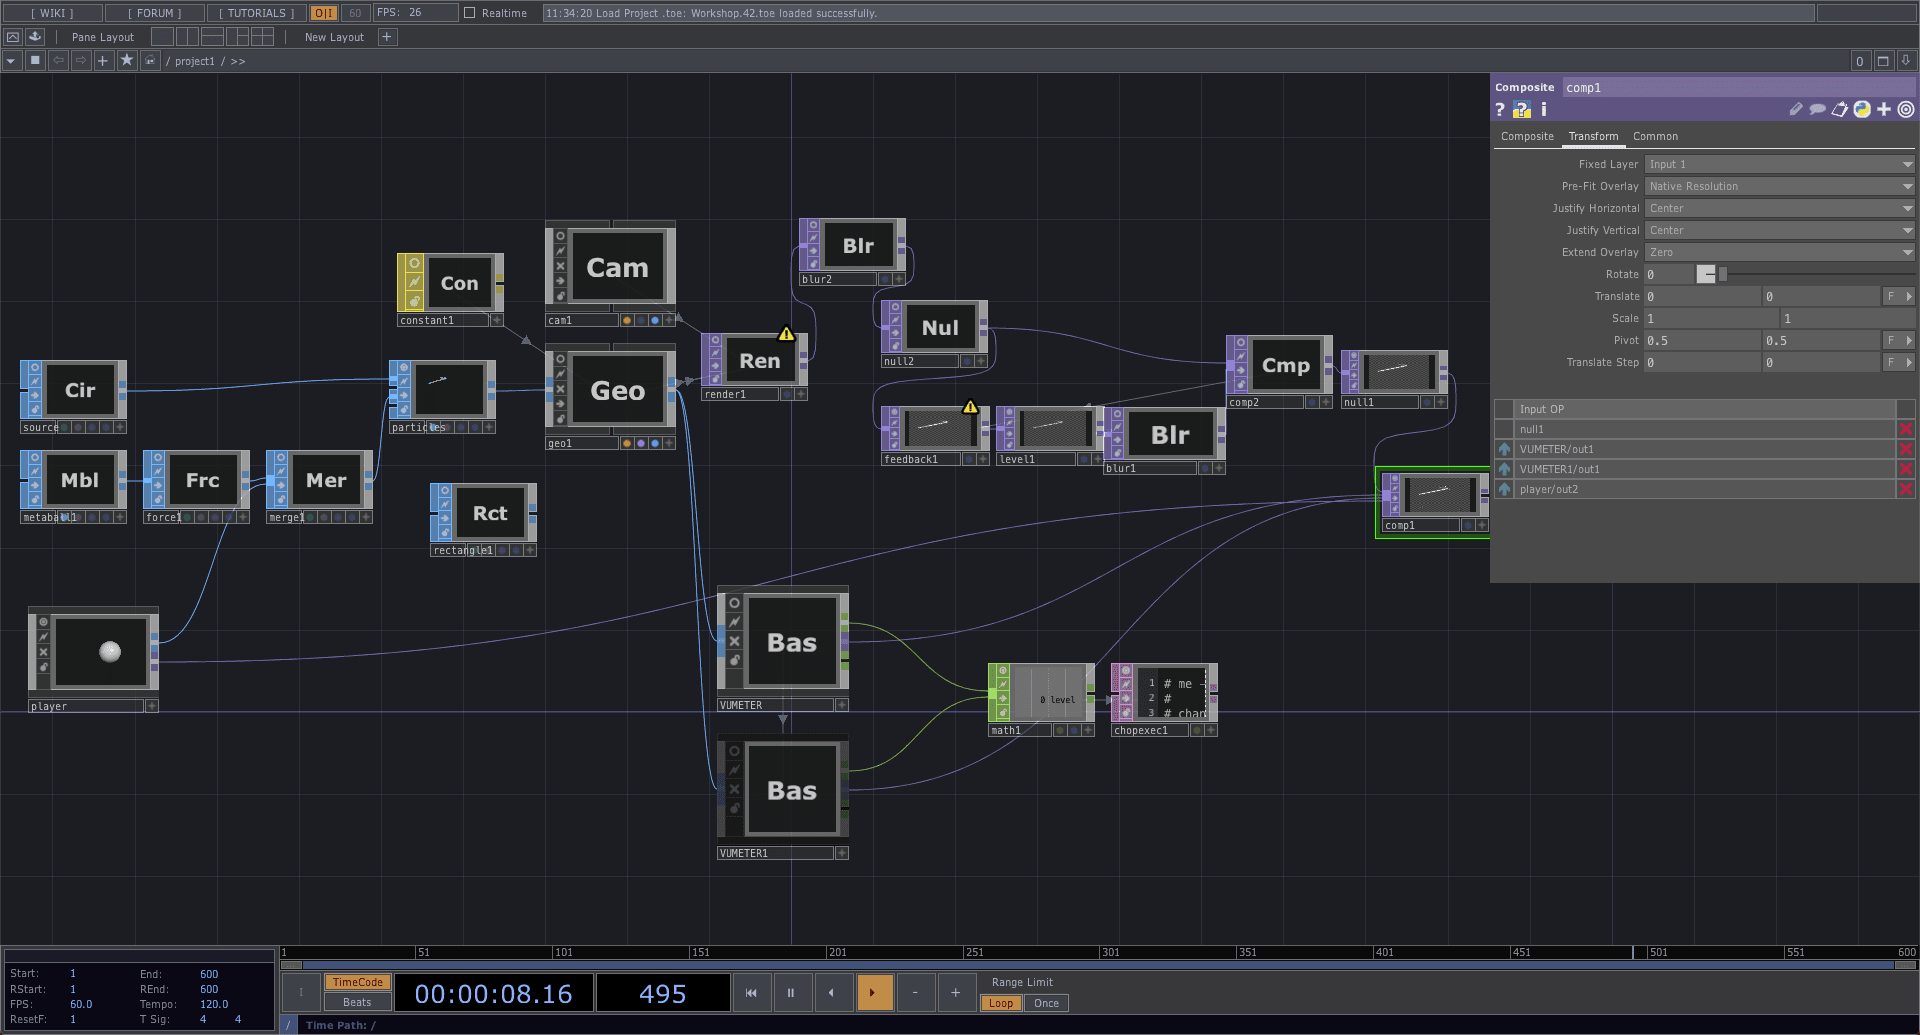 [ WIKI ] [ FORUM ] [ TUTORIALS ] O|I 60 FPS: 26 Realtime 11:34:20 Load Project .toe: Workshop.42.toe loaded successfully.
Pane Layout New Layout +
/ project1 / >> 0
Composite comp1
? ? i
Composite Transform Common
Fixed Layer Input 1
Pre-Fit Overlay Native Resolution
Justify Horizontal Center
Justify Vertical Center
Extend Overlay Zero
Rotate 0
Translate 0 0 F
Scale 1 1
Pivot 0.5 0.5 F
Translate Step 0 0 F
Input OP
null1
VUMETER/out1
VUMETER1/out1
player/out2
Blr
blur2
Con
constant1
Cam
cam1
Nul
null2
Ren
render1
Cmp
comp2
null1
Cir
source
particles
Geo
geo1
feedback1
level1
Blr
blur1
Mbl
metaball1
Frc
force1
Mer
merge1
Rct
rectangle1
comp1
player
Bas
VUMETER
0 level
math1
1 # me -
2 #
3 # char
chopexec1
Bas
VUMETER1
1 51 101 151 201 251 301 351 401 451 501 551 600
Start: 1 End: 600
RStart: 1 REnd: 600
FPS: 60.0 Tempo: 120.0
ResetF: 1 T Sig: 4 4
TimeCode
Beats
00:00:08.16
495
- +
Range Limit
Loop Once
/ Time Path: /